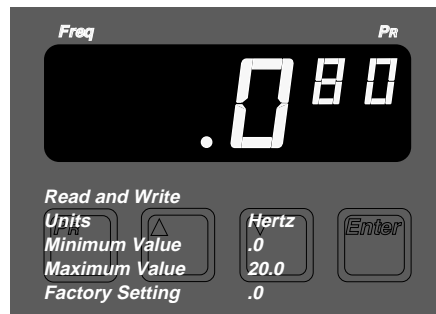 Freq PR
.0 80
Read and Write
Units Hertz
Minimum Value .0
Maximum Value 20.0
Factory Setting .0
PR Enter